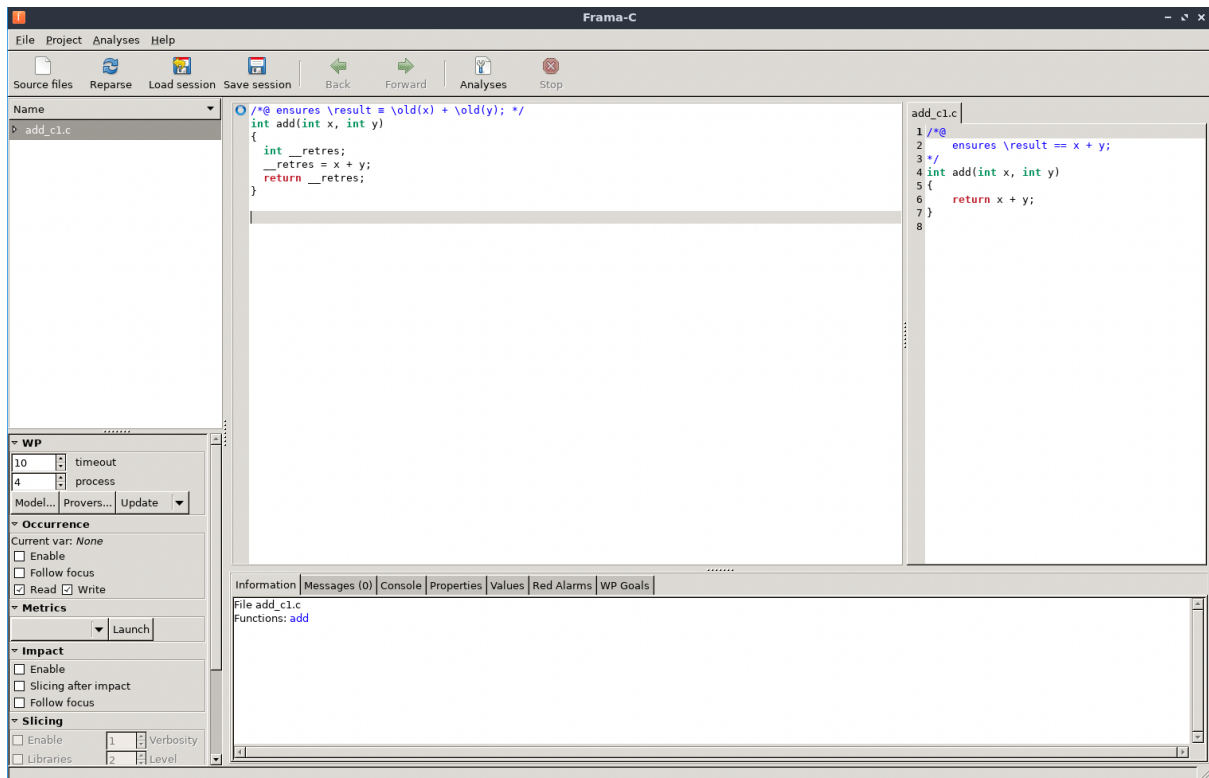 Frama-C
File Project Analyses Help
Source files Reparse Load session Save session Back Forward Analyses Stop
Name
add_c1.c
/*@ ensures \result ≡ \old(x) + \old(y); */
int add(int x, int y)
{
  int __retres;
  __retres = x + y;
  return __retres;
}
add_c1.c
1 /*@
2     ensures \result == x + y;
3 */
4 int add(int x, int y)
5 {
6     return x + y;
7 }
8
WP
10 timeout
4 process
Model... Provers... Update
Occurrence
Current var: None
Enable
Follow focus
Read Write
Metrics
Launch
Impact
Enable
Slicing after impact
Follow focus
Slicing
Enable 1 Verbosity
Libraries 2 Level
Information Messages (0) Console Properties Values Red Alarms WP Goals
File add_c1.c
Functions: add